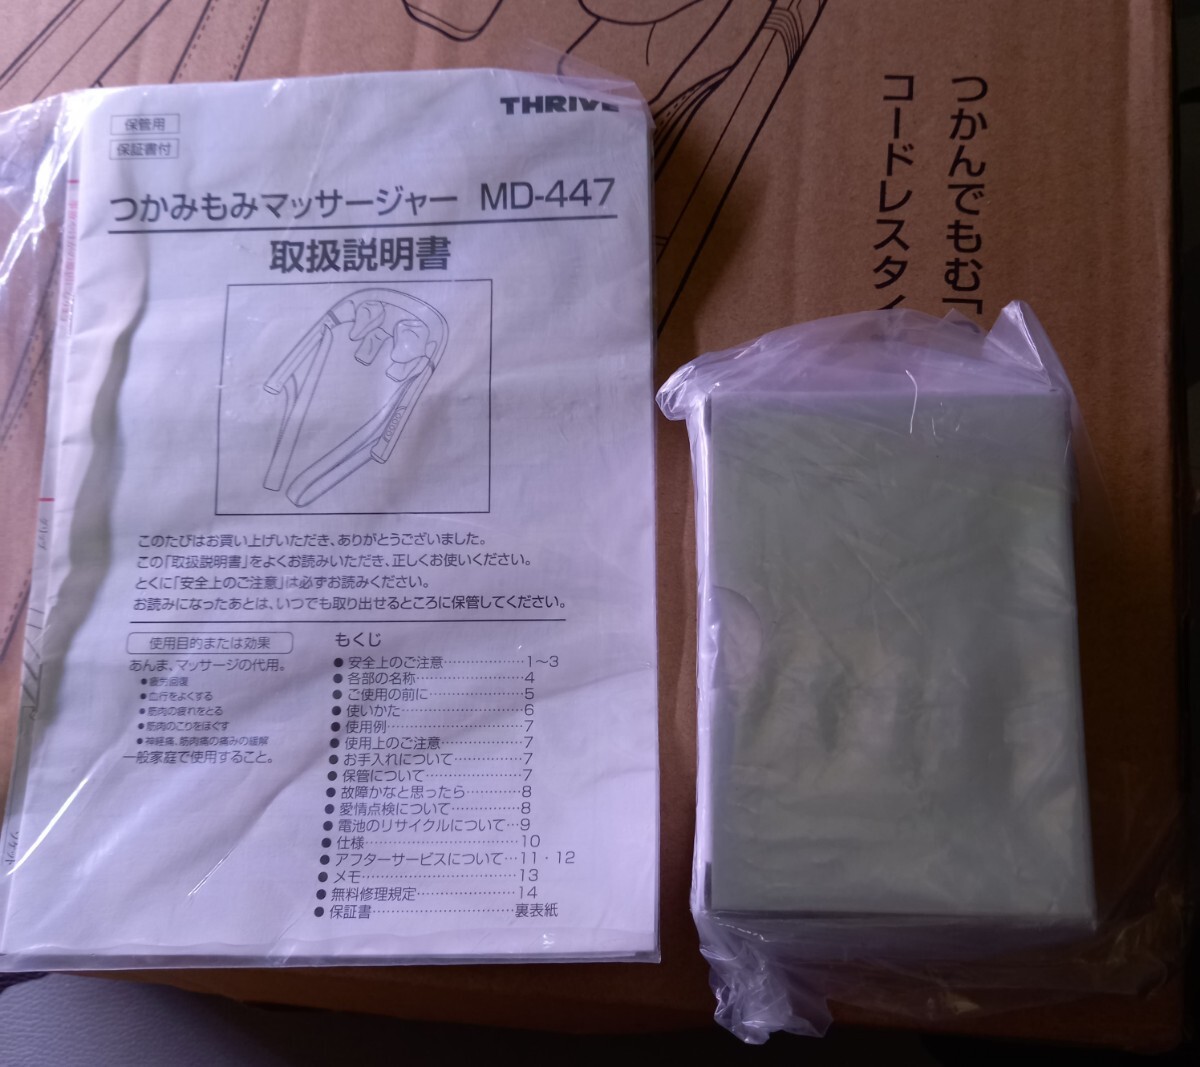 THRIVE
保管用
保証書付
つかみもみマッサージャー MD-447
取扱説明書
このたびはお買い上げいただき、ありがとうございました。
この「取扱説明書」をよくお読みいただき、正しくお使いください。
とくに「安全上のご注意」は必ずお読みください。
お読みになったあとは、いつでも取り出せるところに保管してください。
使用目的または効果
あんま、マッサージの代用。
●疲労回復
●血行をよくする
●筋肉の疲れをとる
●筋肉のこりをほぐす
●神経痛、筋肉痛の痛みの緩解
一般家庭で使用すること。
もくじ
●安全上のご注意………………1〜3
●各部の名称……………………4
●ご使用の前に…………………5
●使いかた………………………6
●使用例…………………………7
●使用上のご注意………………7
●お手入れについて……………7
●保管について…………………7
●故障かなと思ったら…………8
●愛情点検について……………8
●電池のリサイクルについて…9
●仕様……………………………10
●アフターサービスについて…11・12
●メモ……………………………13
●無料修理規定…………………14
●保証書…………………………裏表紙
つかんでもむ「
コードレスタイ
グリップ
ソケット